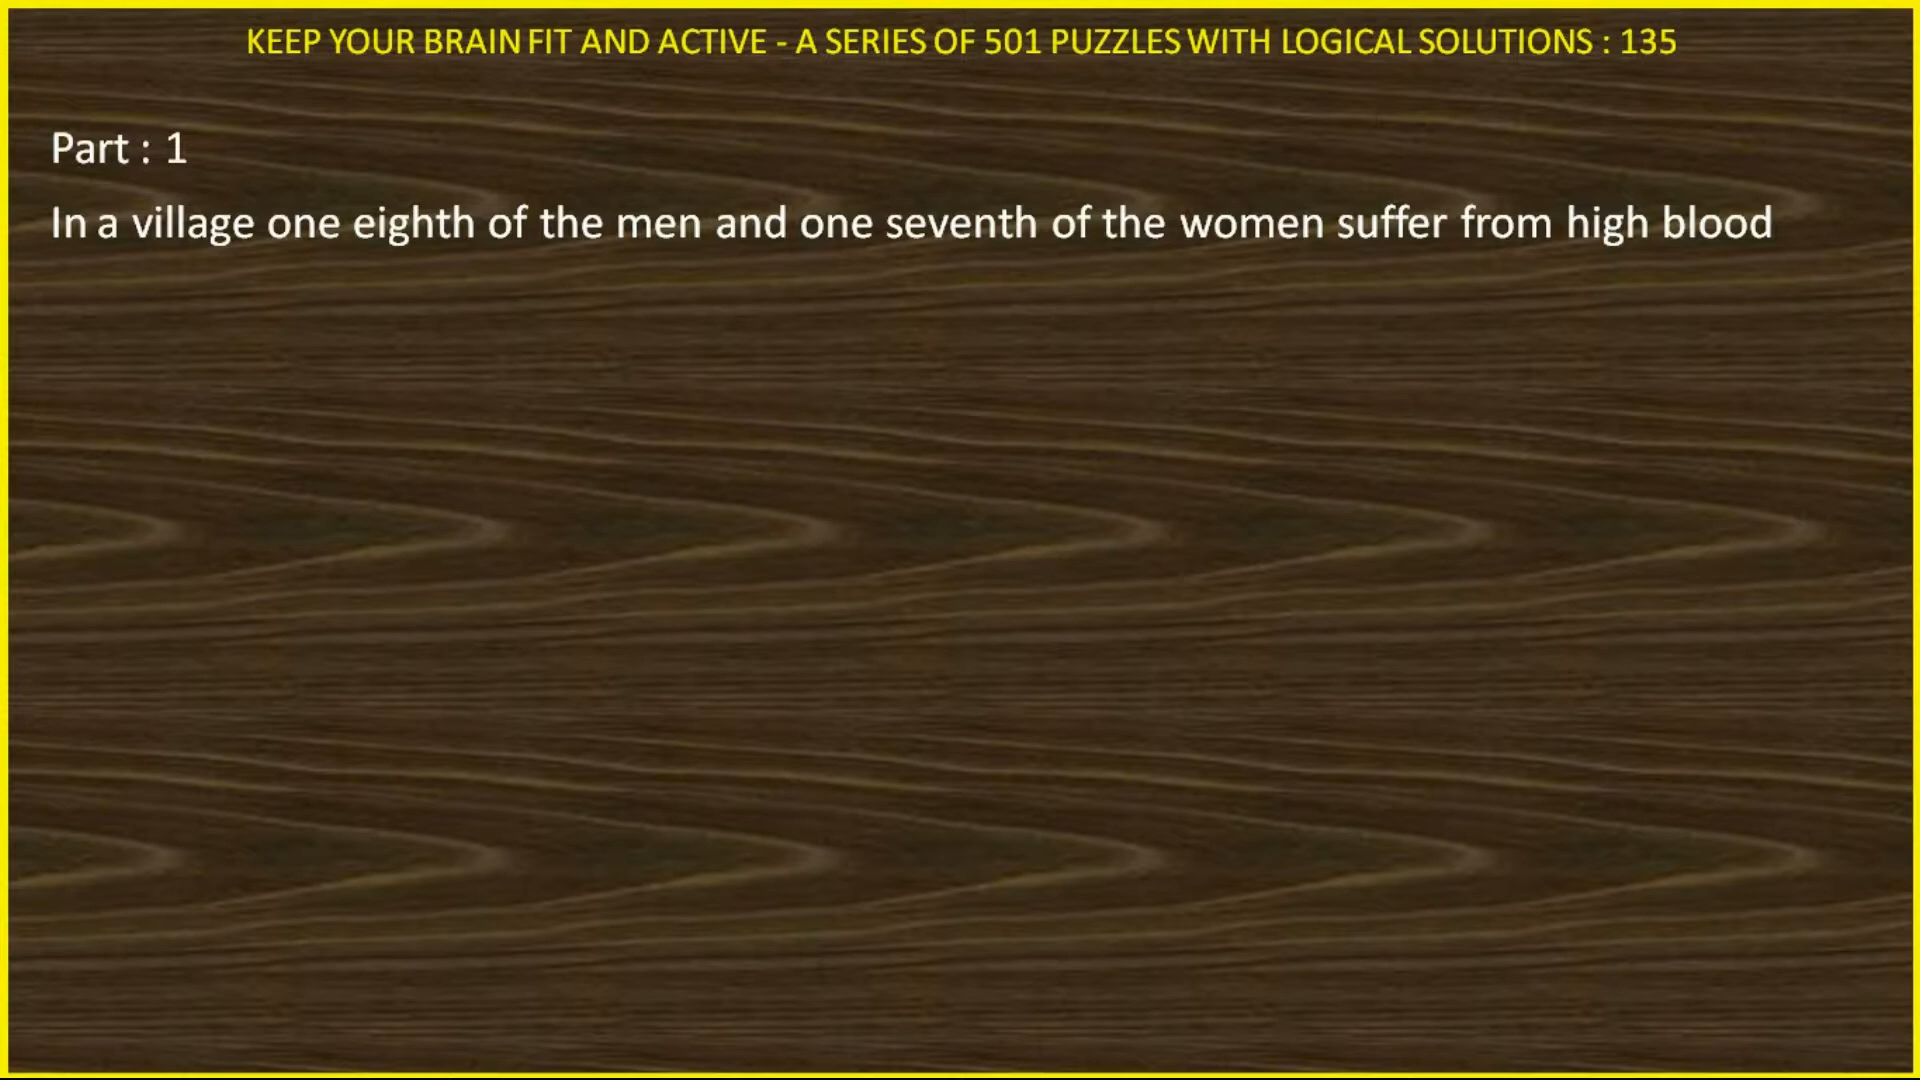 KEEP YOUR BRAIN FIT AND ACTIVE - A SERIES OF 501 PUZZLES WITH LOGICAL SOLUTIONS : 135
Part : 1
In a village one eighth of the men and one seventh of the women suffer from high blood